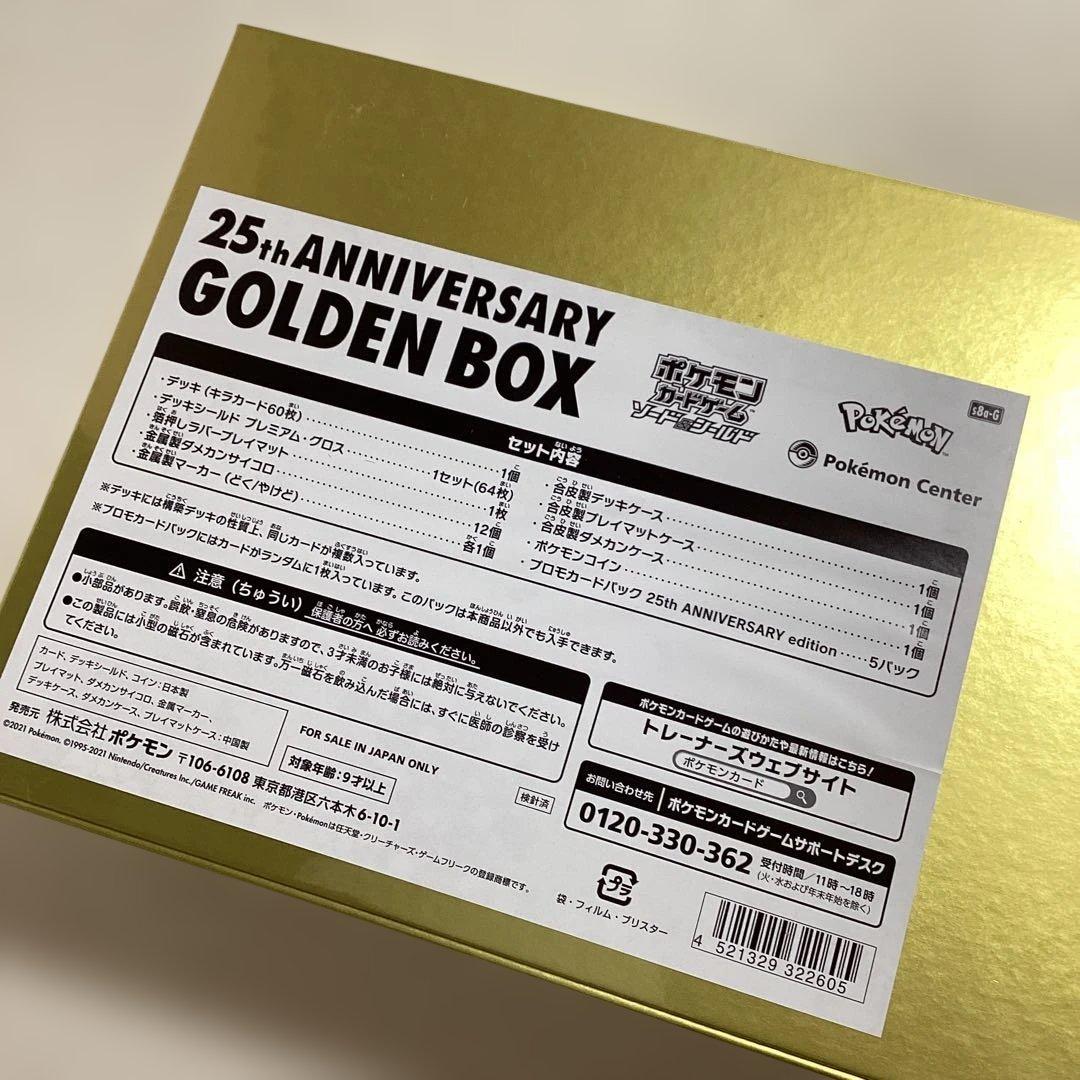 25th ANNIVERSARY
GOLDEN BOX
ポケモン
カードゲーム
ソード&シールド
Pokémon
s8a-G
Pokémon Center
セット内容
・デッキ(キラカード60枚)……1個
・デッキシールド プレミアム・グロス……1セット(64枚)
・箔押しラバープレイマット……1枚
・金属製ダメカンサイコロ……12個
・金属製マーカー(どく/やけど)……各1個
・合皮製デッキケース……1個
・合皮製プレイマットケース……1個
・合皮製ダメカンケース……1個
・ポケモンコイン……1個
プロモカードパック 25th ANNIVERSARY edition……5パック
※デッキには構築デッキの性質上、同じカードが複数入っています。
※プロモカードパックにはカードがランダムに1枚入っています。このパックは本商品以外でも入手できます。
注意(ちゅうい) 保護者の方へ 必ずお読みください。
●小部品があります。誤飲・窒息の危険がありますので、3才未満のお子様には絶対に与えないでください。
●この製品には小型の磁石が含まれています。万一磁石を飲み込んだ場合には、すぐに医師の診察を受け
てください。
カード、デッキシールド、コイン:日本製
プレイマット、ダメカンサイコロ、金属マーカー、
デッキケース、ダメカンケース、プレイマットケース:中国製
FOR SALE IN JAPAN ONLY
対象年齢:9才以上
検針済
発売元 株式会社ポケモン 〒106-6108 東京都港区六本木6-10-1
©2021 Pokémon. ©1995-2021 Nintendo/Creatures Inc./GAME FREAK inc.
ポケモン・Pokémonは任天堂・クリーチャーズ・ゲームフリークの登録商標です。
ポケモンカードゲームの遊びかたや最新情報はこちら!
トレーナーズウェブサイト
ポケモンカード
お問い合わせ先 ポケモンカードゲームサポートデスク
0120-330-362 受付時間/11時~18時
(火・水および年末年始を除く)
プラ
袋・フィルム・ブリスター
4 521329 322605